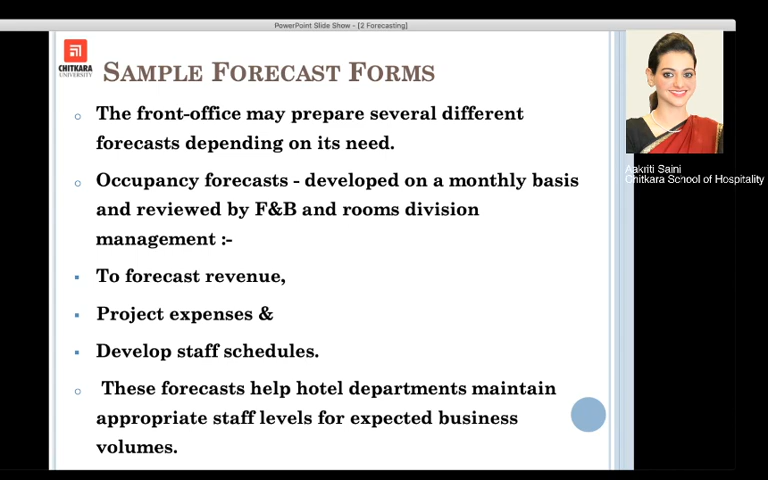 PowerPoint Slide Show - [2 Forecasting]
CHITKARA
UNIVERSITY
SAMPLE FORECAST FORMS
The front-office may prepare several different
forecasts depending on its need.
Occupancy forecasts - developed on a monthly basis
and reviewed by F&B and rooms division
management :-
To forecast revenue,
Project expenses &
Develop staff schedules.
These forecasts help hotel departments maintain
appropriate staff levels for expected business
volumes.
Aakriti Saini
Chitkara School of Hospitality